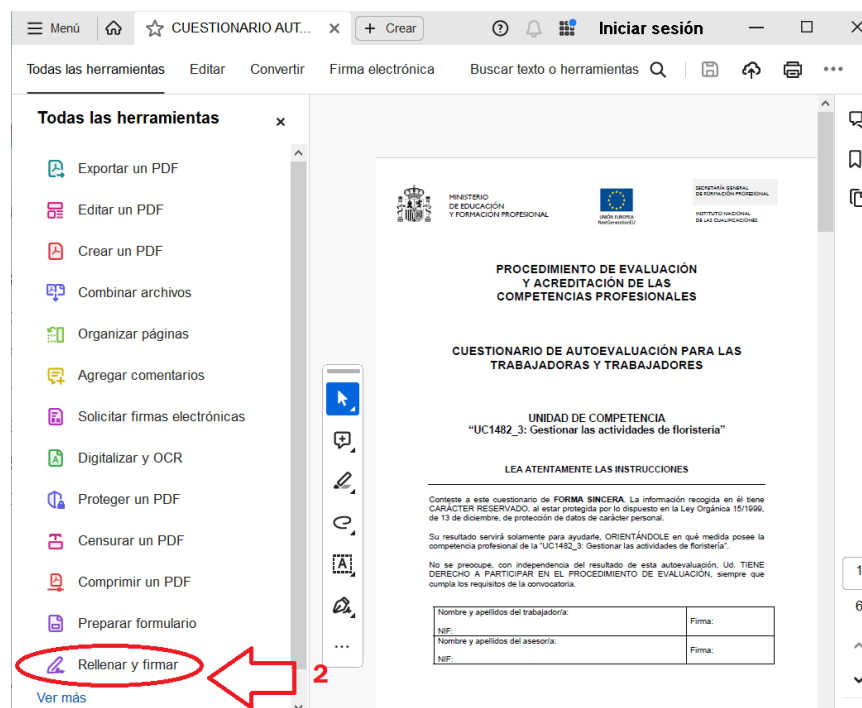 Menú
CUESTIONARIO AUT...
Crear
Iniciar sesión
Todas las herramientas
Editar
Convertir
Firma electrónica
Buscar texto o herramientas
Todas las herramientas
Exportar un PDF
Editar un PDF
Crear un PDF
Combinar archivos
Organizar páginas
Agregar comentarios
Solicitar firmas electrónicas
Digitalizar y OCR
Proteger un PDF
Censurar un PDF
Comprimir un PDF
Preparar formulario
Rellenar y firmar
2
Ver más
MINISTERIO
DE EDUCACIÓN
Y FORMACIÓN PROFESIONAL
UNIÓN EUROPEA
NextGenerationEU
SECRETARÍA GENERAL
DE FORMACIÓN PROFESIONAL
INSTITUTO NACIONAL
DE LAS CUALIFICACIONES
PROCEDIMIENTO DE EVALUACIÓN
Y ACREDITACIÓN DE LAS
COMPETENCIAS PROFESIONALES
CUESTIONARIO DE AUTOEVALUACIÓN PARA LAS
TRABAJADORAS Y TRABAJADORES
UNIDAD DE COMPETENCIA
“UC1482_3: Gestionar las actividades de floristería”
LEA ATENTAMENTE LAS INSTRUCCIONES
Conteste a este cuestionario de FORMA SINCERA. La información recogida en él tiene
CARÁCTER RESERVADO, al estar protegida por lo dispuesto en la Ley Orgánica 15/1999,
de 13 de diciembre, de protección de datos de carácter personal.
Su resultado servirá solamente para ayudarle, ORIENTÁNDOLE en qué medida posee la
competencia profesional de la “UC1482_3: Gestionar las actividades de floristería”.
No se preocupe, con independencia del resultado de esta autoevaluación, Ud. TIENE
DERECHO A PARTICIPAR EN EL PROCEDIMIENTO DE EVALUACIÓN, siempre que
cumpla los requisitos de la convocatoria.
Nombre y apellidos del trabajador/a:
NIF:
Firma:
Nombre y apellidos del asesor/a:
NIF:
Firma:
1
6